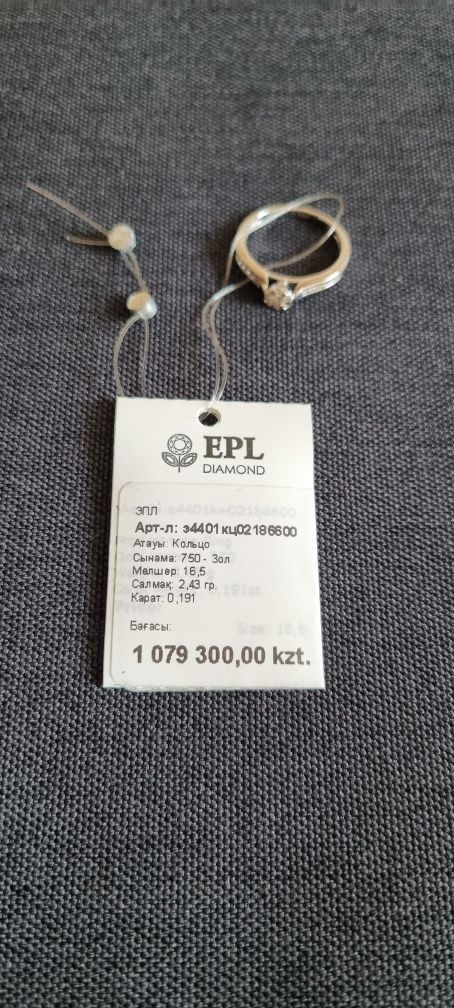 EPL
DIAMOND
ЭПЛ
Арт-л: э4401кц02186600
Атауы: Кольцо
Сынама: 750 - Зол
Мөлшер: 16,5
Салмақ: 2,43 гр.
Карат: 0,191
Бағасы:
1 079 300,00 kzt.